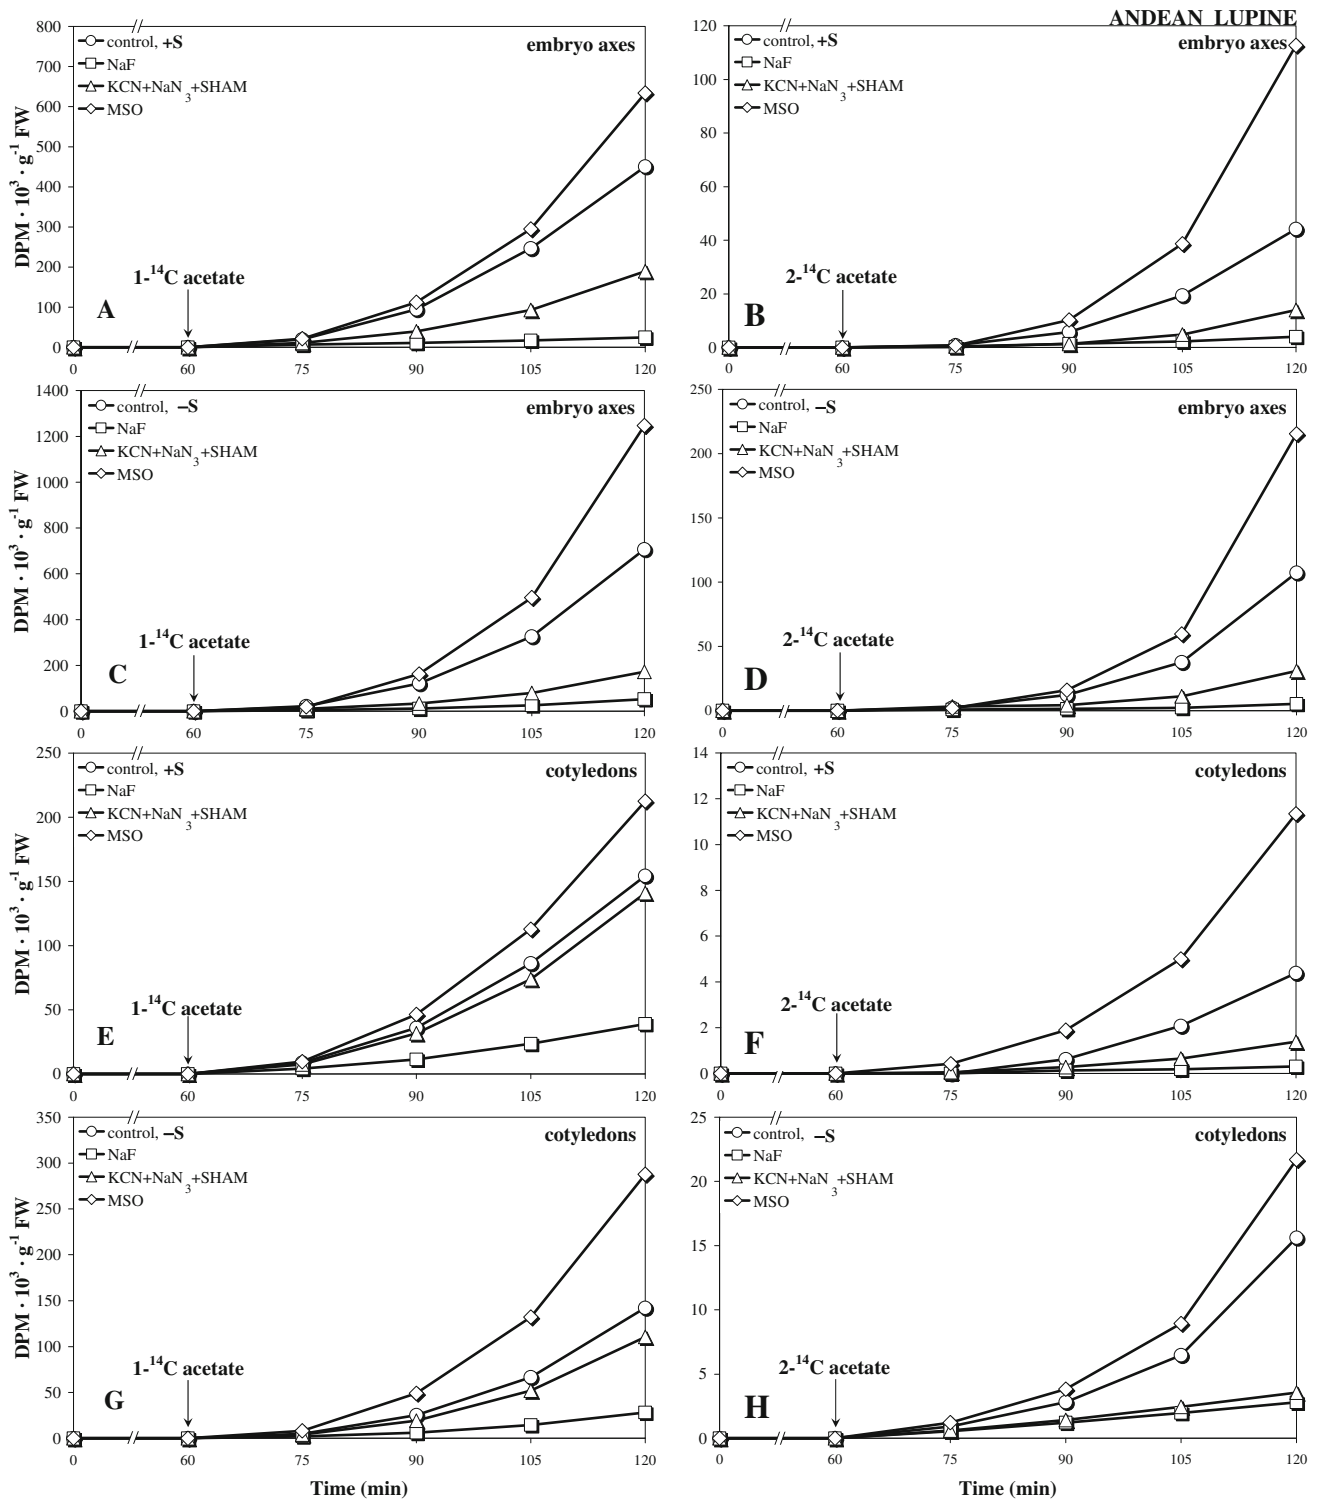 ANDEAN LUPINE
DPM · 10³ · g⁻¹ FW
800
700
600
500
400
300
200
100
0
control, +S
NaF
KCN+NaN₃+SHAM
MSO
embryo axes
1-¹⁴C acetate
A
0 60 75 90 105 120
120
100
80
60
40
20
0
control, +S
NaF
KCN+NaN₃+SHAM
MSO
embryo axes
2-¹⁴C acetate
B
0 60 75 90 105 120
DPM · 10³ · g⁻¹ FW
1400
1200
1000
800
600
400
200
0
control, –S
NaF
KCN+NaN₃+SHAM
MSO
embryo axes
1-¹⁴C acetate
C
0 60 75 90 105 120
250
200
150
100
50
0
control, –S
NaF
KCN+NaN₃+SHAM
MSO
embryo axes
2-¹⁴C acetate
D
0 60 75 90 105 120
DPM · 10³ · g⁻¹ FW
250
200
150
100
50
0
control, +S
NaF
KCN+NaN₃+SHAM
MSO
cotyledons
1-¹⁴C acetate
E
0 60 75 90 105 120
14
12
10
8
6
4
2
0
control, +S
NaF
KCN+NaN₃+SHAM
MSO
cotyledons
2-¹⁴C acetate
F
0 60 75 90 105 120
DPM · 10³ · g⁻¹ FW
350
300
250
200
150
100
50
0
control, –S
NaF
KCN+NaN₃+SHAM
MSO
cotyledons
1-¹⁴C acetate
G
0 60 75 90 105 120
Time (min)
25
20
15
10
5
0
control, –S
NaF
KCN+NaN₃+SHAM
MSO
cotyledons
2-¹⁴C acetate
H
0 60 75 90 105 120
Time (min)